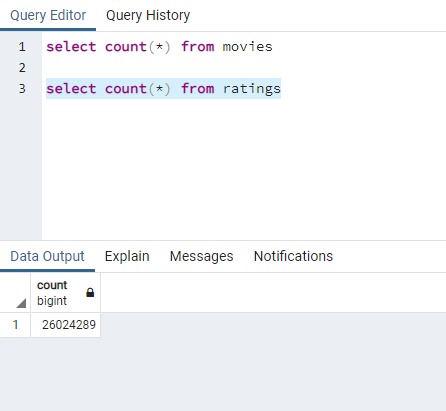 Query Editor Query History
1 select count(*) from movies
2
3 select count(*) from ratings
Data Output Explain Messages Notifications
count
bigint
1 26024289